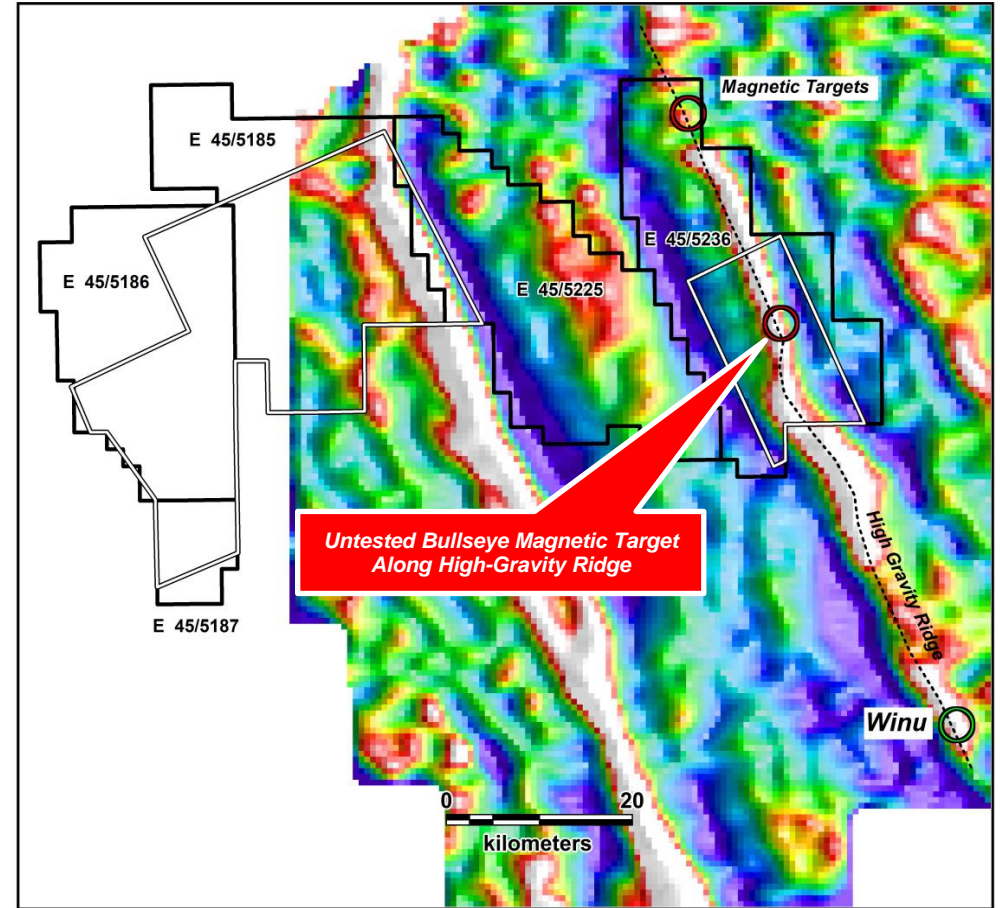 Magnetic Targets
E 45/5185
E 45/5236
E 45/5186
E 45/5225
Untested Bullseye Magnetic Target
Along High-Gravity Ridge
High Gravity Ridge
E 45/5187
Winu
0 20
kilometers